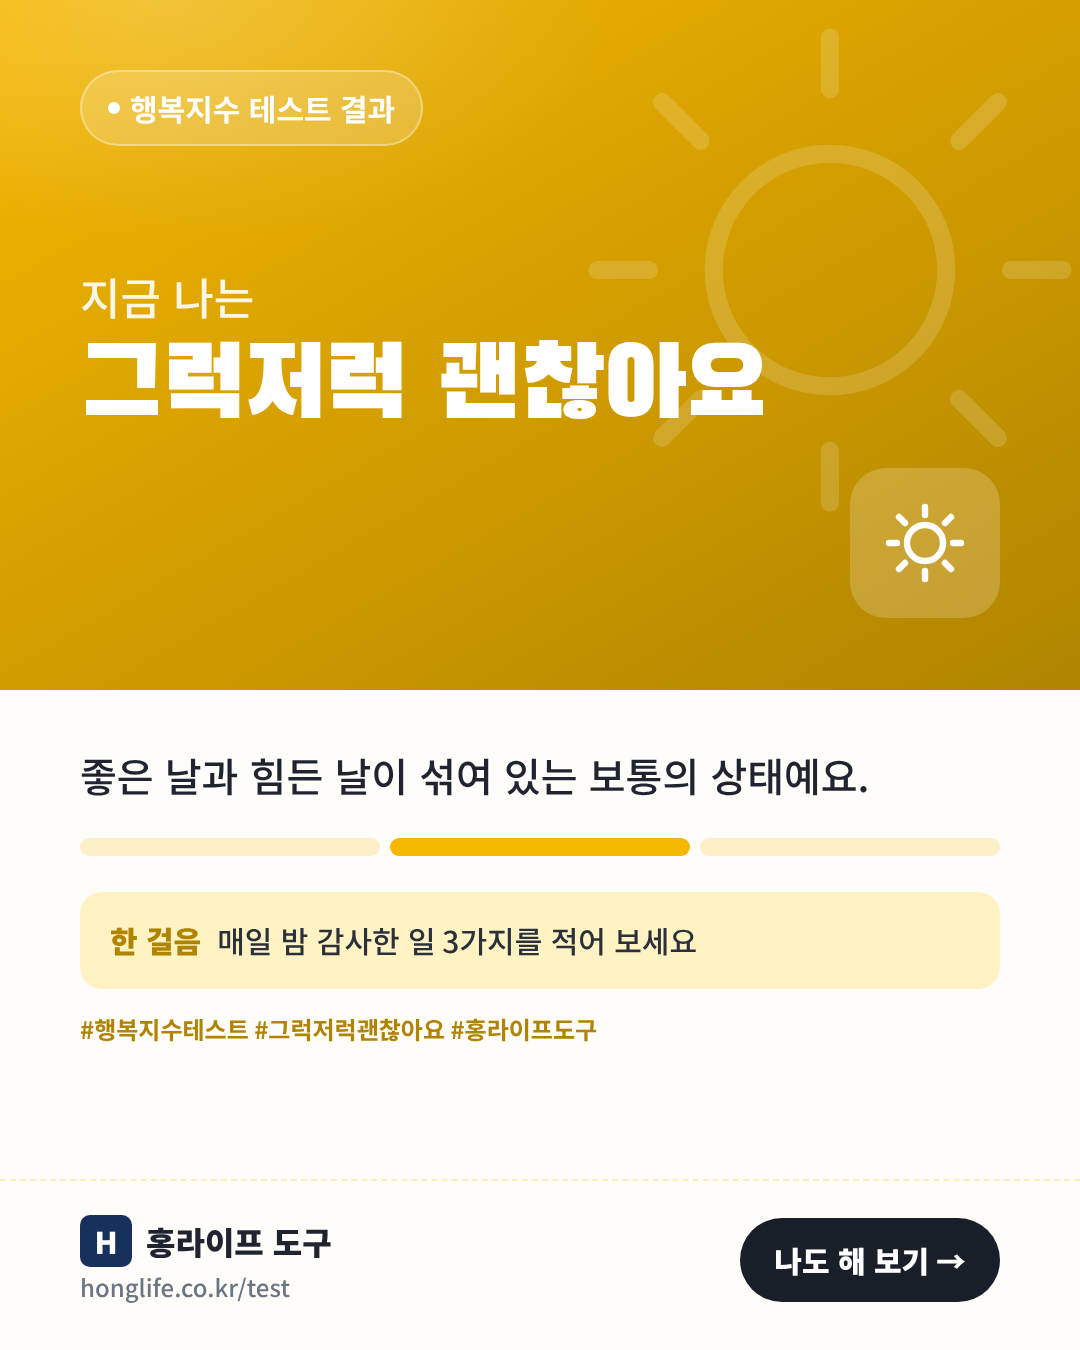 행복지수 테스트 결과
지금 나는
그럭저럭 괜찮아요
좋은 날과 힘든 날이 섞여 있는 보통의 상태예요.
한 걸음 매일 밤 감사한 일 3가지를 적어 보세요
#행복지수테스트 #그럭저럭괜찮아요 #홍라이프도구
H 홍라이프 도구
honglife.co.kr/test
나도 해 보기 →